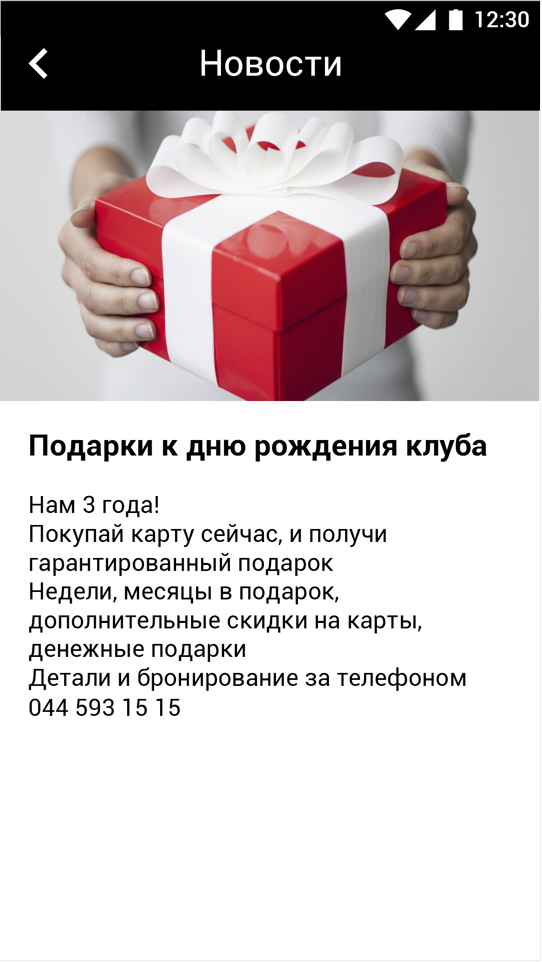 12:30
Новости
Подарки к дню рождения клуба
Нам 3 года!
Покупай карту сейчас, и получи
гарантированный подарок
Недели, месяцы в подарок,
дополнительные скидки на карты,
денежные подарки
Детали и бронирование за телефоном
044 593 15 15